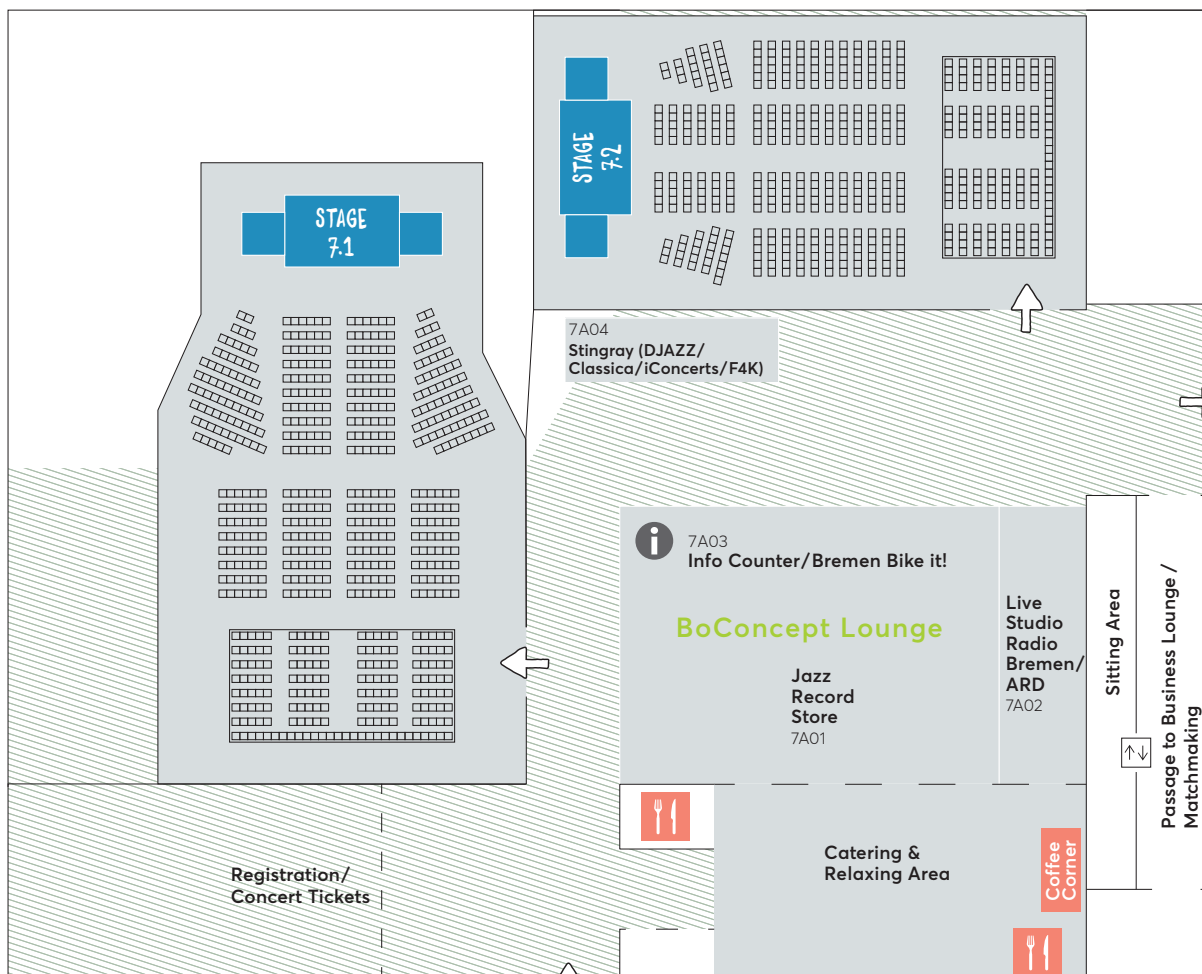 STAGE
7.2
STAGE
7.1
7A04
Stingray (DJAZZ/
Classica/iConcerts/F4K)
i
7A03
Info Counter/Bremen Bike it!
BoConcept Lounge
Jazz
Record
Store
7A01
Live
Studio
Radio
Bremen/
ARD
7A02
Sitting Area
Passage to Business Lounge /
Matchmaking
Registration/
Concert Tickets
Catering &
Relaxing Area
Coffee
Corner